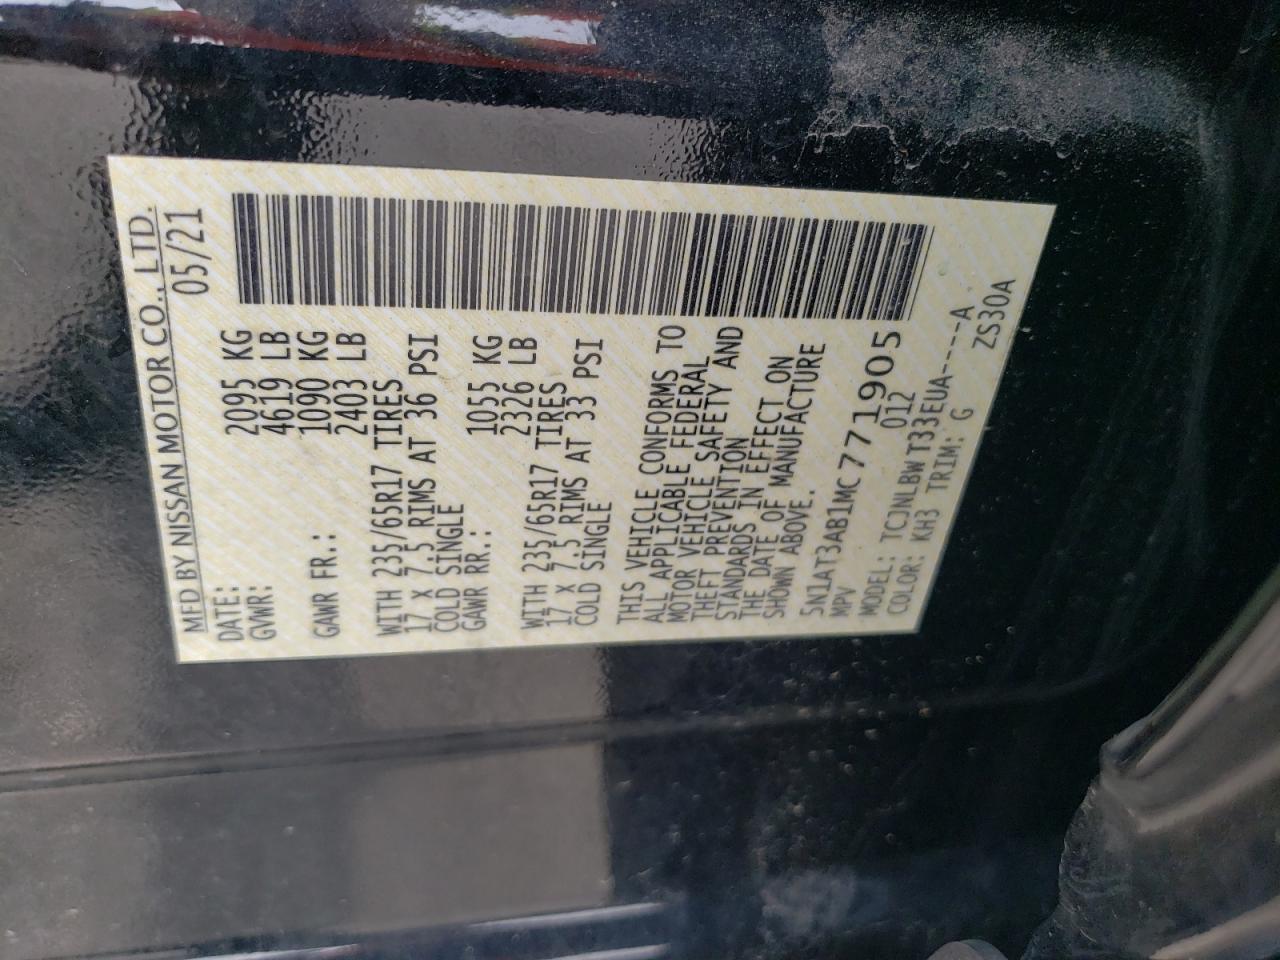 MFD BY NISSAN MOTOR CO., LTD.
DATE: 05/21
GVWR: 2095 KG
4619 LB
GAWR FR.: 1090 KG
2403 LB
WITH 235/65R17 TIRES
17 X 7.5 RIMS AT 36 PSI
COLD SINGLE
GAWR RR.: 1055 KG
2326 LB
WITH 235/65R17 TIRES
17 X 7.5 RIMS AT 33 PSI
COLD SINGLE
THIS VEHICLE CONFORMS TO
ALL APPLICABLE FEDERAL
MOTOR VEHICLE SAFETY AND
THEFT PREVENTION
STANDARDS IN EFFECT ON
THE DATE OF MANUFACTURE
SHOWN ABOVE.
5N1AT3AB1MC771905
MPV 012
MODEL: TCJNLBWT33EUA----A
COLOR: KH3 TRIM: G ZS30A